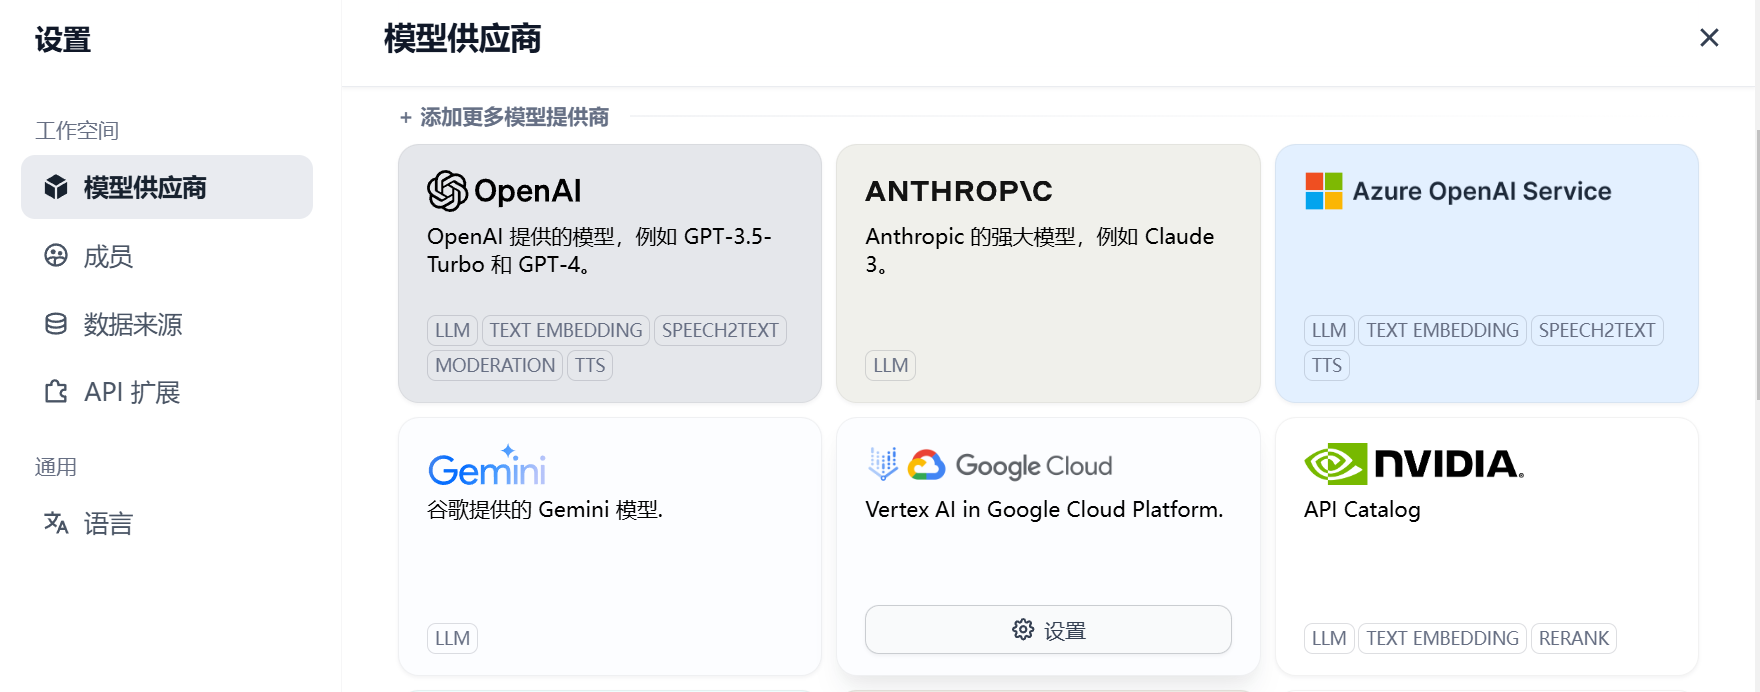 设置
工作空间
模型供应商
成员
数据来源
API 扩展
通用
语言
模型供应商
+ 添加更多模型提供商
OpenAI
OpenAI 提供的模型，例如 GPT-3.5-
Turbo 和 GPT-4。
LLM TEXT EMBEDDING SPEECH2TEXT
MODERATION TTS
ANTHROP\C
Anthropic 的强大模型，例如 Claude
3。
LLM
Azure OpenAI Service
LLM TEXT EMBEDDING SPEECH2TEXT
TTS
Gemini
谷歌提供的 Gemini 模型.
LLM
Google Cloud
Vertex AI in Google Cloud Platform.
设置
NVIDIA.
API Catalog
LLM TEXT EMBEDDING RERANK